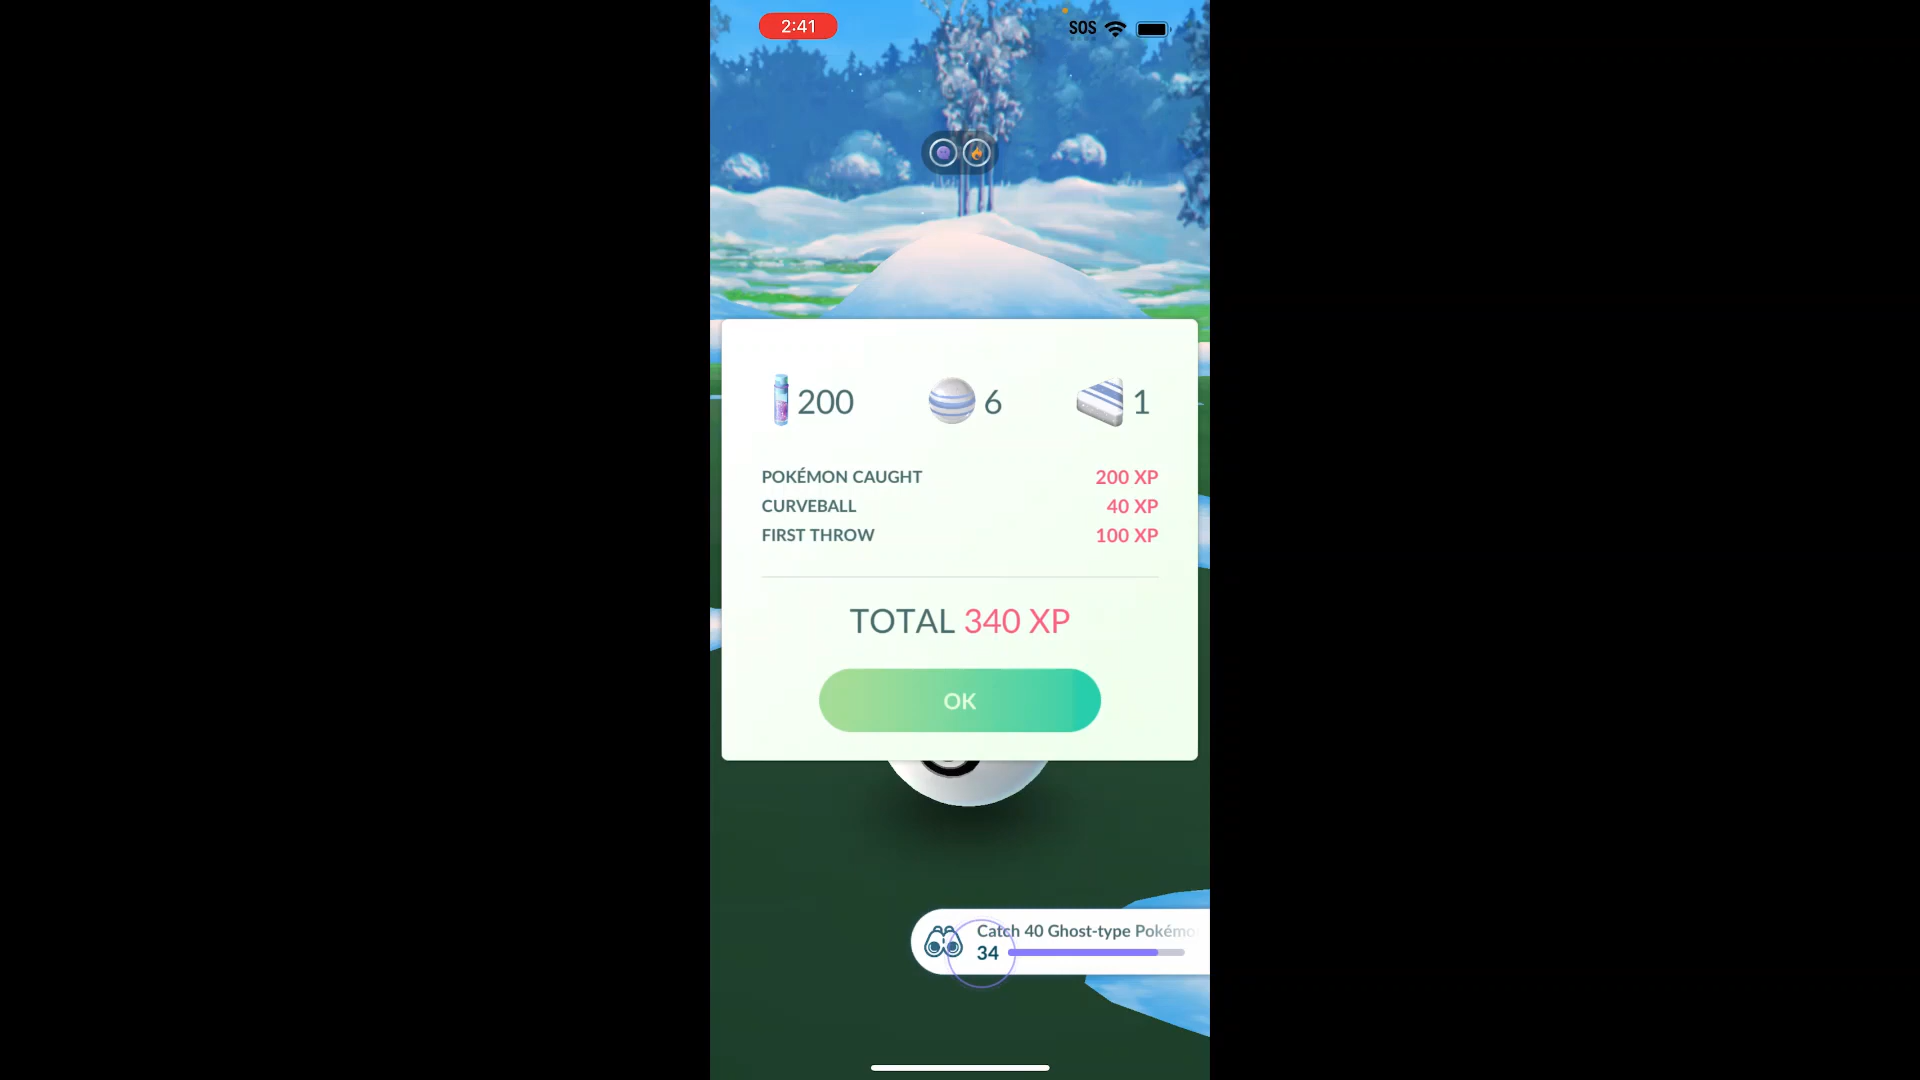 2:41
SOS
200
6
1
POKÉMON CAUGHT 200 XP
CURVEBALL 40 XP
FIRST THROW 100 XP
TOTAL 340 XP
OK
Catch 40 Ghost-type Pokémo
34